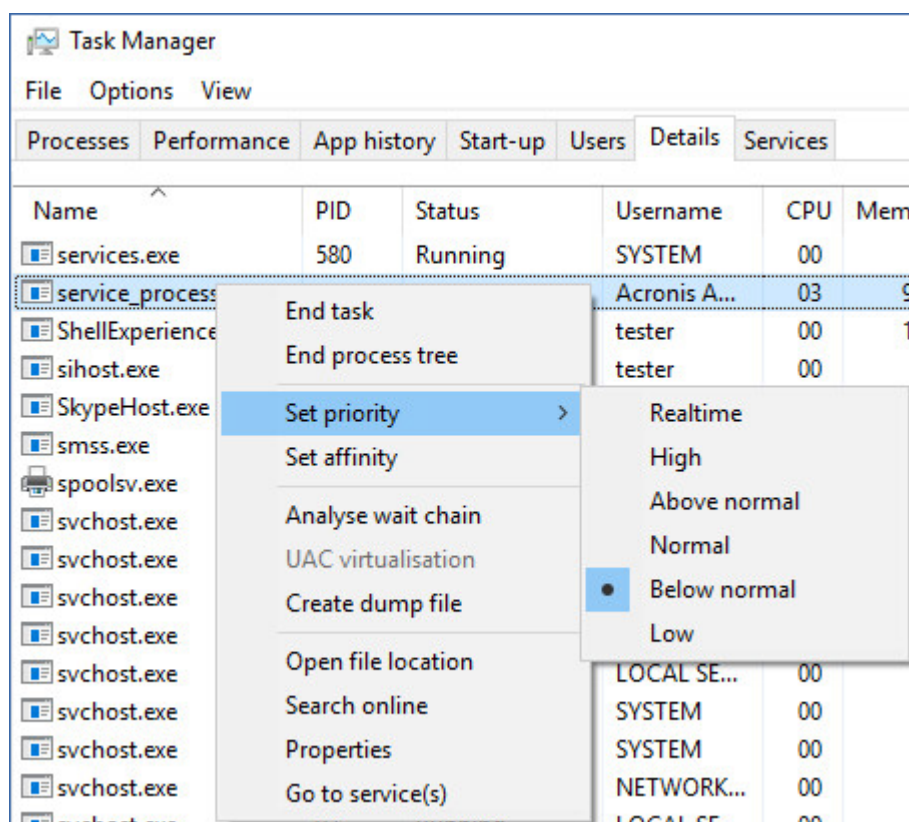 Task Manager
File Options View
Processes Performance App history Start-up Users Details Services
Name PID Status Username CPU Mem
services.exe 580 Running SYSTEM 00
service_process Acronis A... 03 9
ShellExperience tester 00 1
sihost.exe tester 00
SkypeHost.exe
smss.exe
spoolsv.exe
svchost.exe
svchost.exe
svchost.exe
svchost.exe
svchost.exe LOCAL SE... 00
svchost.exe SYSTEM 00
svchost.exe SYSTEM 00
svchost.exe NETWORK... 00
End task
End process tree
Set priority
Set affinity
Analyse wait chain
UAC virtualisation
Create dump file
Open file location
Search online
Properties
Go to service(s)
Realtime
High
Above normal
Normal
Below normal
Low